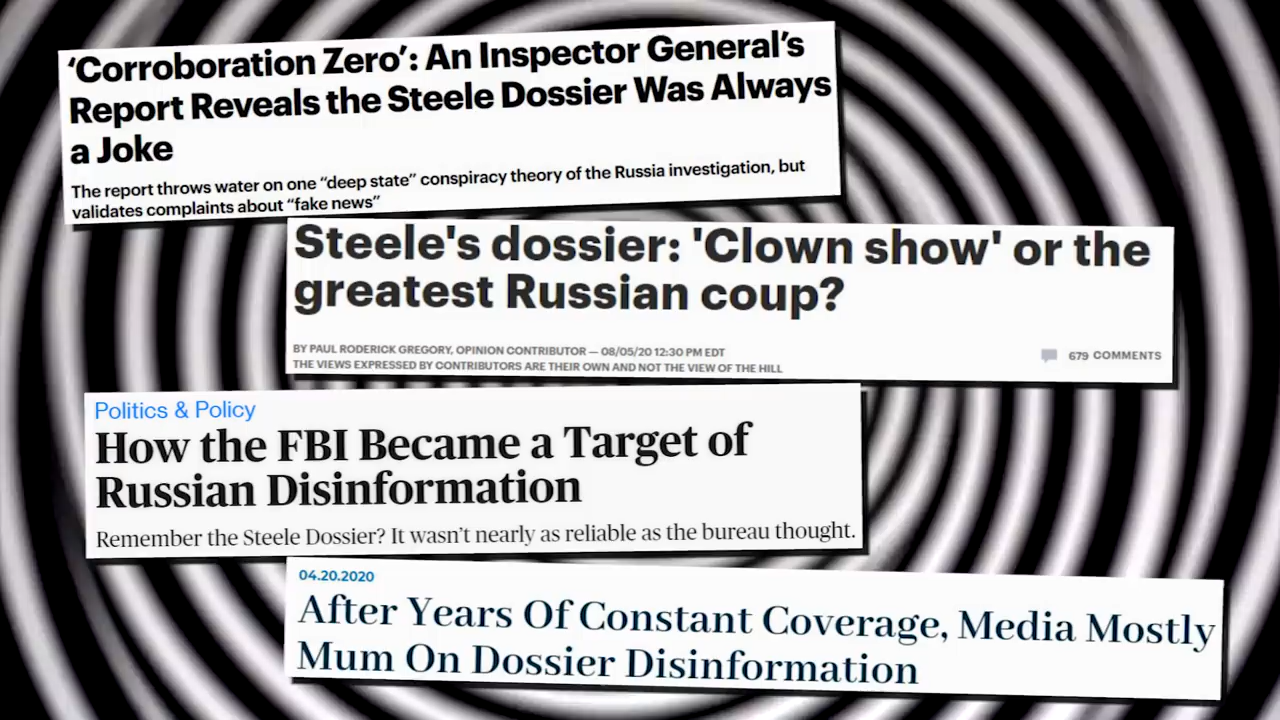 ‘Corroboration Zero’: An Inspector General’s
Report Reveals the Steele Dossier Was Always
a Joke
The report throws water on one “deep state” conspiracy theory of the Russia investigation, but
validates complaints about “fake news”
Steele's dossier: 'Clown show' or the
greatest Russian coup?
BY PAUL RODERICK GREGORY, OPINION CONTRIBUTOR — 08/05/20 12:30 PM EDT
679 COMMENTS
THE VIEWS EXPRESSED BY CONTRIBUTORS ARE THEIR OWN AND NOT THE VIEW OF THE HILL
Politics & Policy
How the FBI Became a Target of
Russian Disinformation
Remember the Steele Dossier? It wasn’t nearly as reliable as the bureau thought.
04.20.2020
After Years Of Constant Coverage, Media Mostly
Mum On Dossier Disinformation